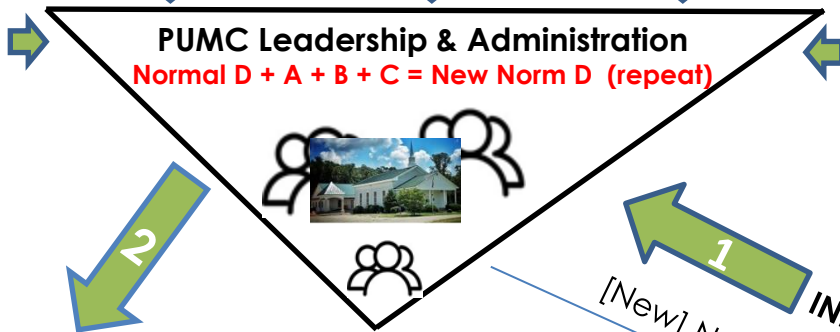 PUMC Leadership & Administration
Normal D + A + B + C = New Norm D (repeat)
2
1
[New]